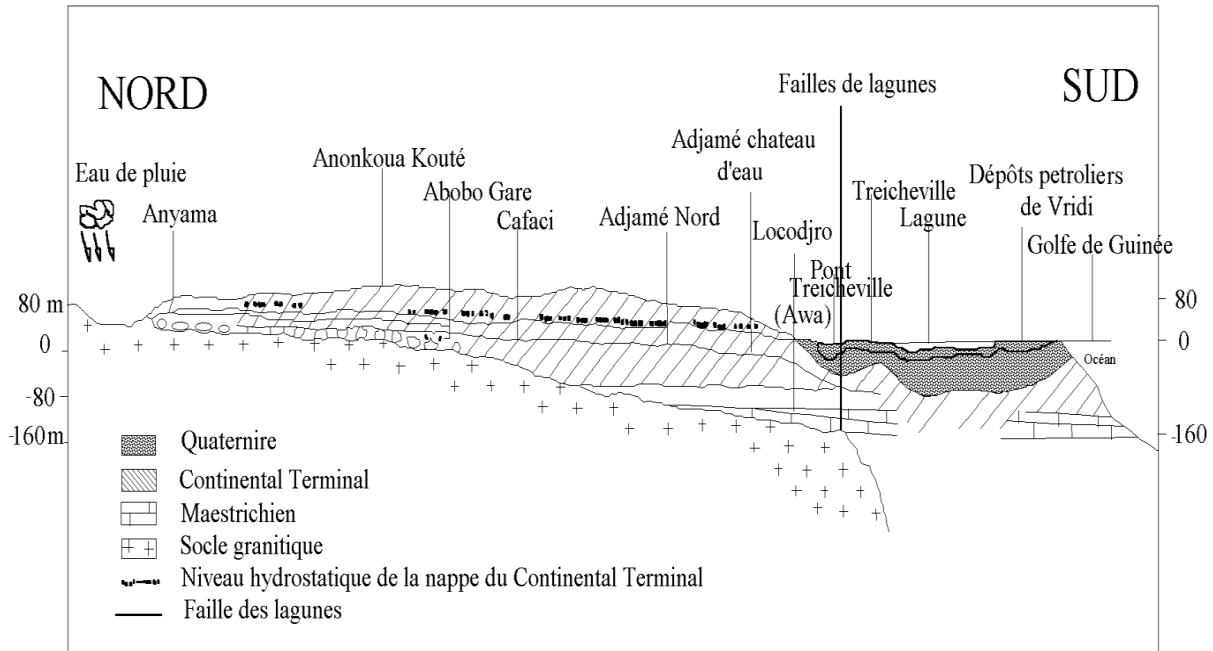 NORD
SUD
Failles de lagunes
Adjamé chateau
d'eau
Anonkoua Kouté
Eau de pluie
Abobo Gare
Treicheville
Dépôts petroliers
de Vridi
Anyama
Cafaci
Adjamé Nord
Lagune
Locodjro
Golfe de Guinée
Pont
Treicheville
(Awa)
80 m
80
0
0
Océan
-80
-160 m
-160
Quaternire
Continental Terminal
Maestrichien
Socle granitique
Niveau hydrostatique de la nappe du Continental Terminal
Faille des lagunes